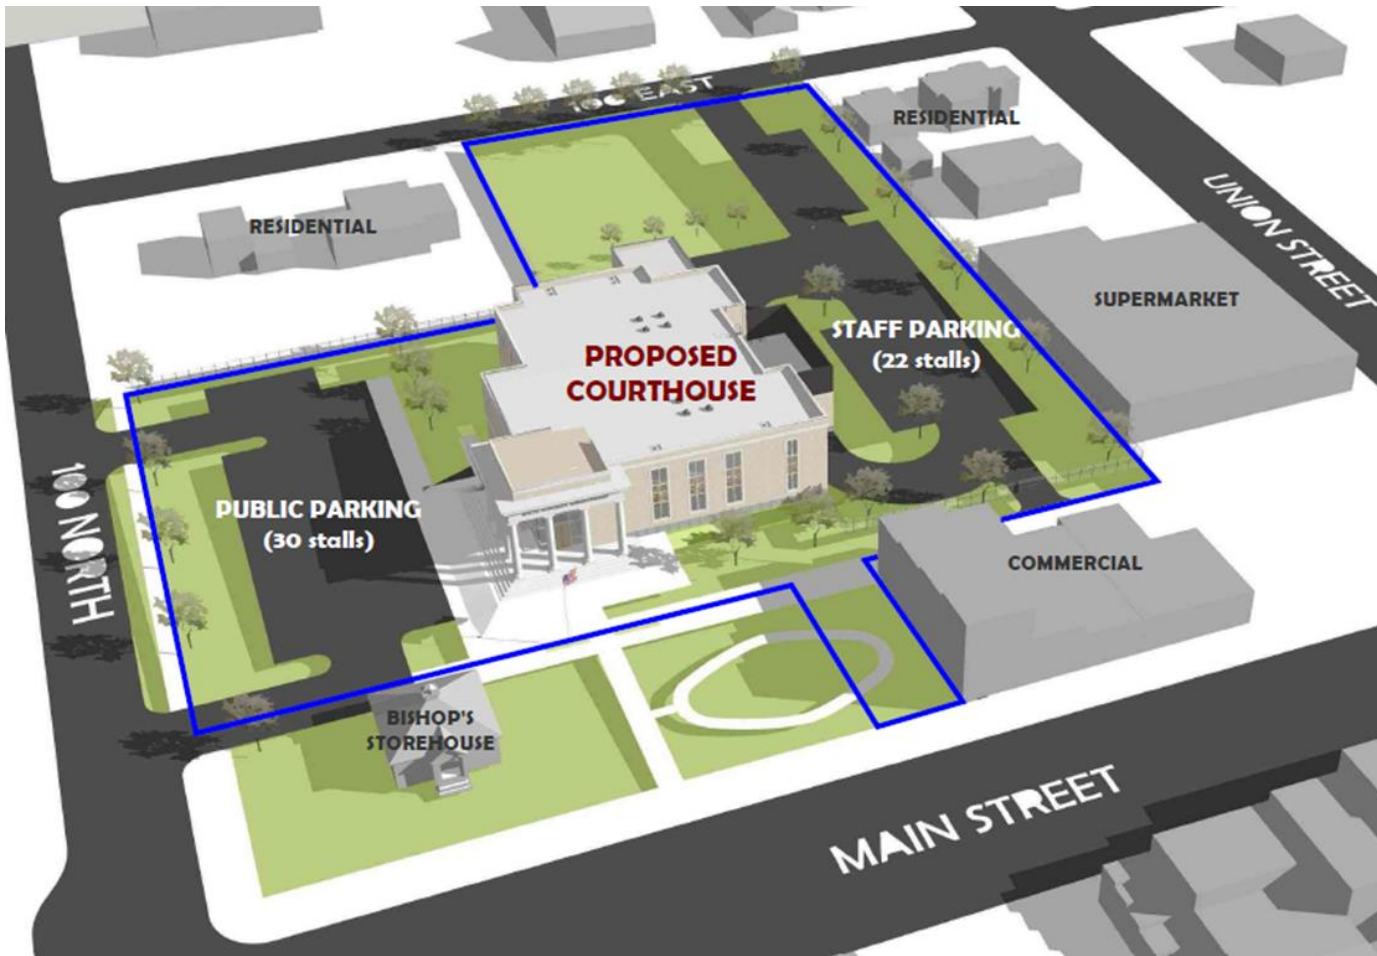 100 EAST
RESIDENTIAL
RESIDENTIAL
UNION STREET
SUPERMARKET
PROPOSED
COURTHOUSE
STAFF PARKING
(22 stalls)
100 NORTH
PUBLIC PARKING
(30 stalls)
COMMERCIAL
BISHOP'S
STOREHOUSE
MAIN STREET